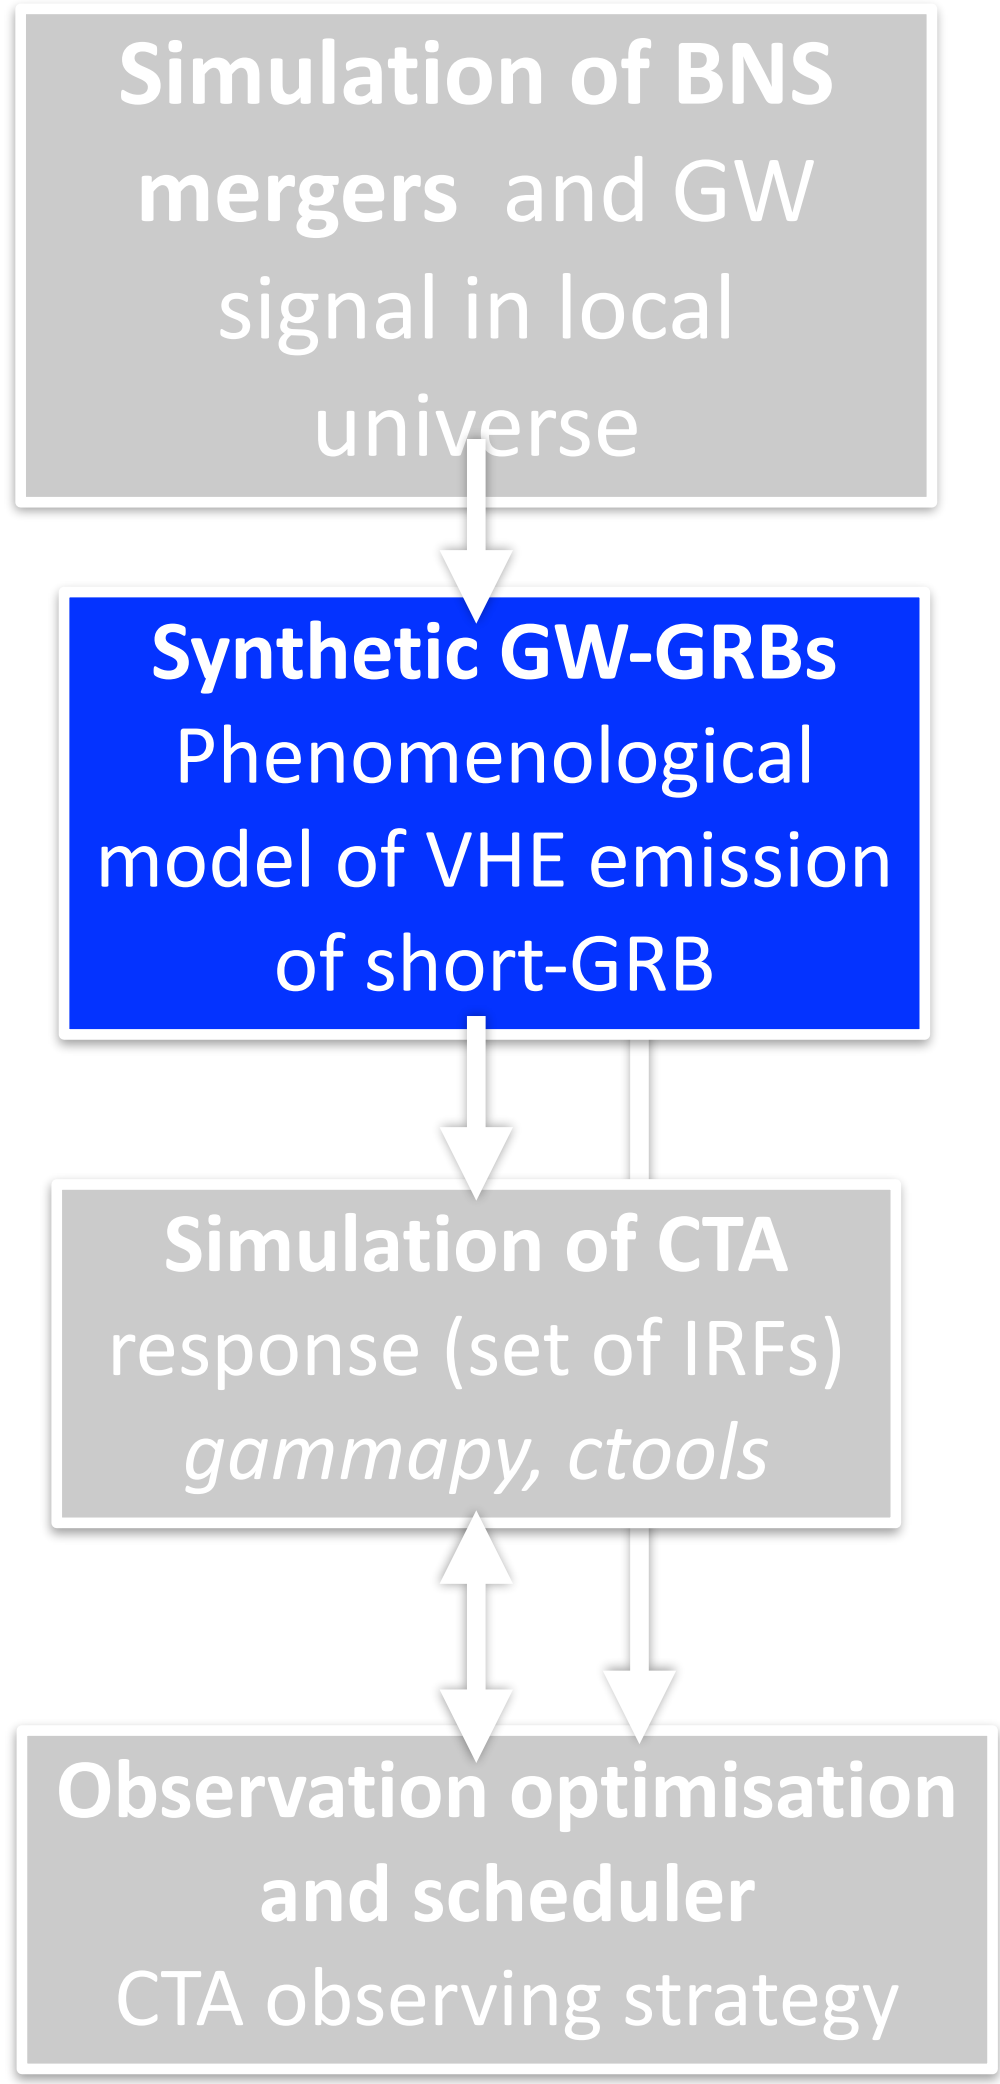 Simulation of BNS
mergers and GW
signal in local
universe
Synthetic GW-GRBs
Phenomenological
model of VHE emission
of short-GRB
Simulation of CTA
response (set of IRFs)
gammapy, ctools
Observation optimisation
and scheduler
CTA observing strategy